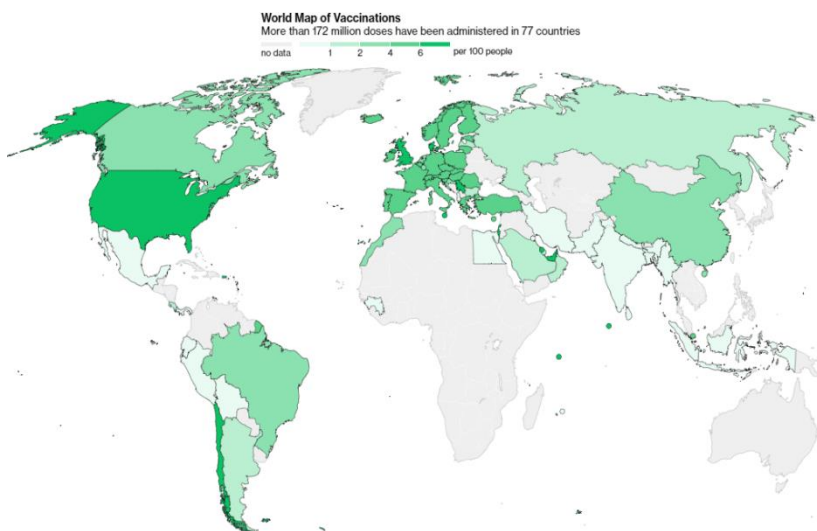 World Map of Vaccinations
More than 172 million doses have been administered in 77 countries
no data 1 2 4 6 per 100 people